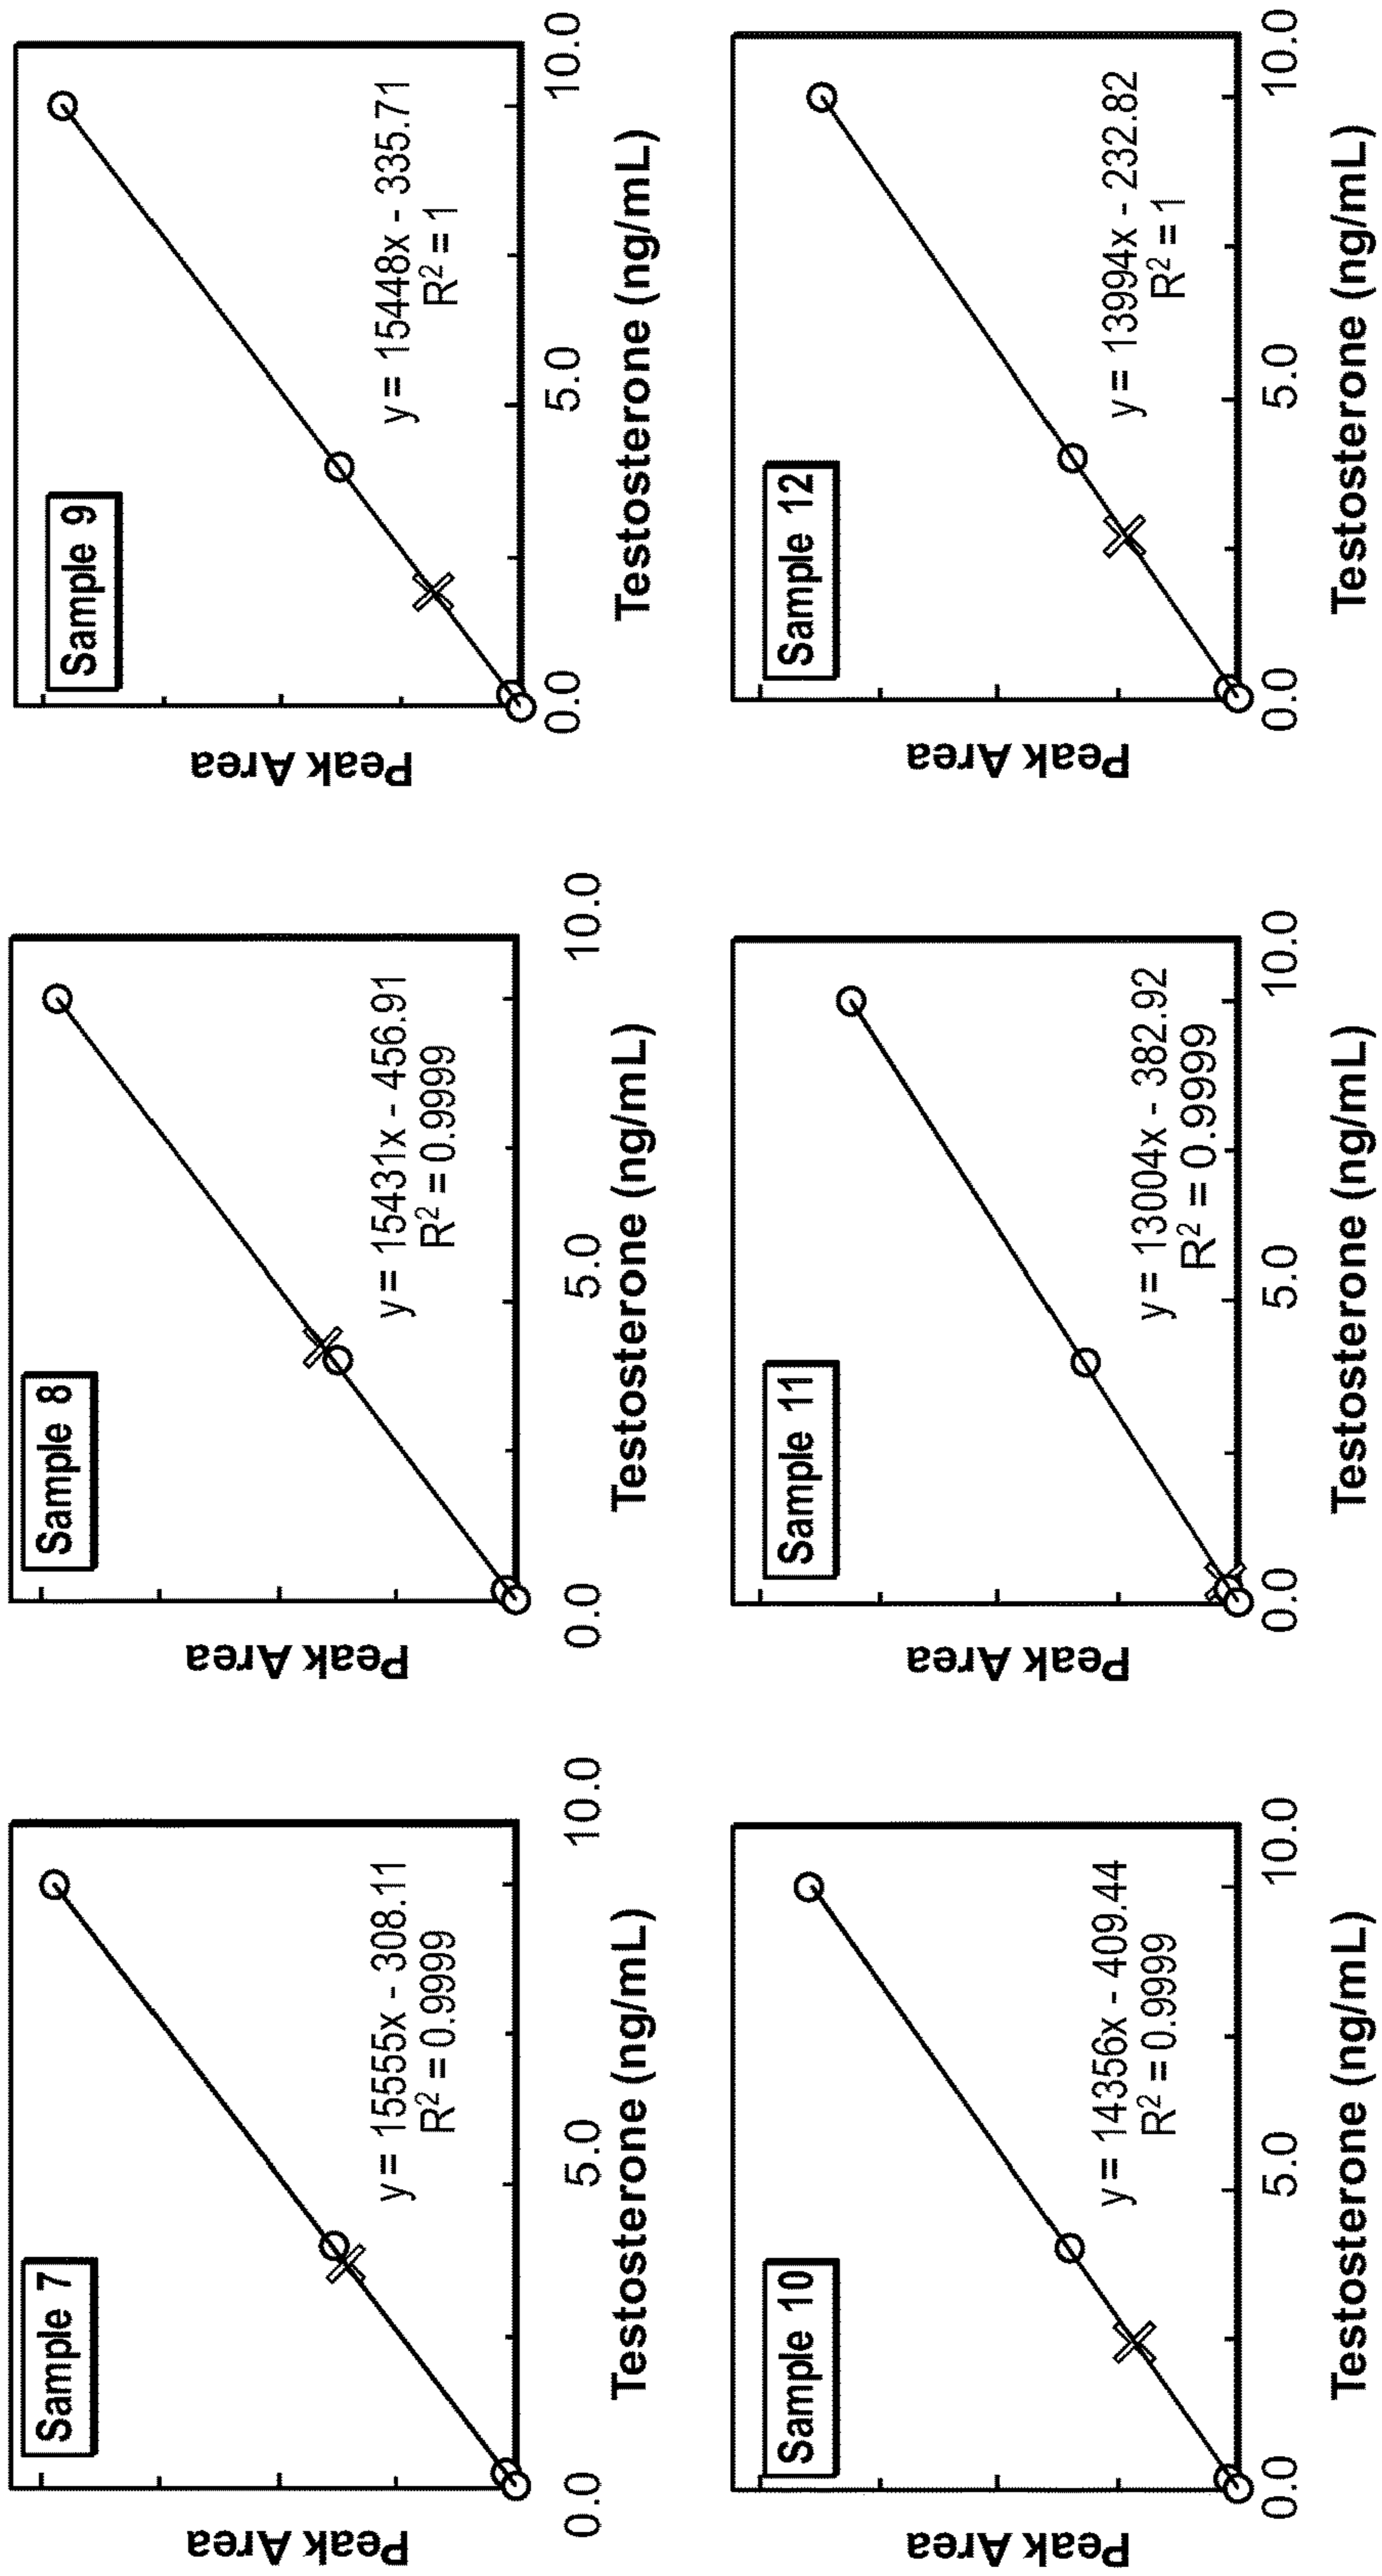 Sample 7
Peak Area
y = 15555x - 308.11
R² = 0.9999
0.0 5.0 10.0
Testosterone (ng/mL)
Sample 8
Peak Area
y = 15431x - 456.91
R² = 0.9999
0.0 5.0 10.0
Testosterone (ng/mL)
Sample 9
Peak Area
y = 15448x - 335.71
R² = 1
0.0 5.0 10.0
Testosterone (ng/mL)
Sample 10
Peak Area
y = 14356x - 409.44
R² = 0.9999
0.0 5.0 10.0
Testosterone (ng/mL)
Sample 11
Peak Area
y = 13004x - 382.92
R² = 0.9999
0.0 5.0 10.0
Testosterone (ng/mL)
Sample 12
Peak Area
y = 13994x - 232.82
R² = 1
0.0 5.0 10.0
Testosterone (ng/mL)